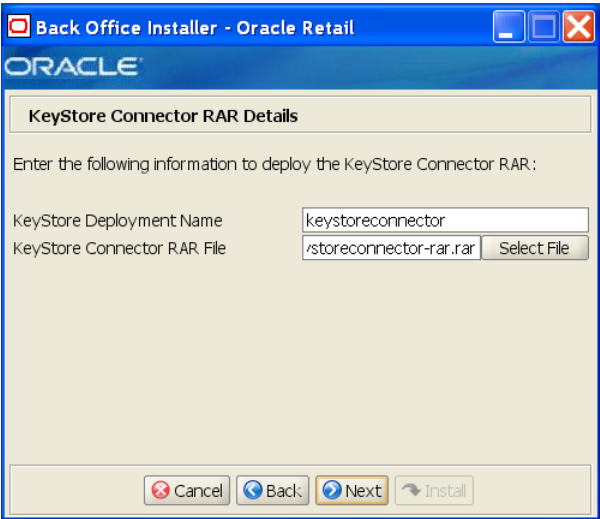 Back Office Installer - Oracle Retail
ORACLE
KeyStore Connector RAR Details
Enter the following information to deploy the KeyStore Connector RAR:
KeyStore Deployment Name keystoreconnector
KeyStore Connector RAR File storeconnector-rar.rar Select File
Cancel Back Next Install